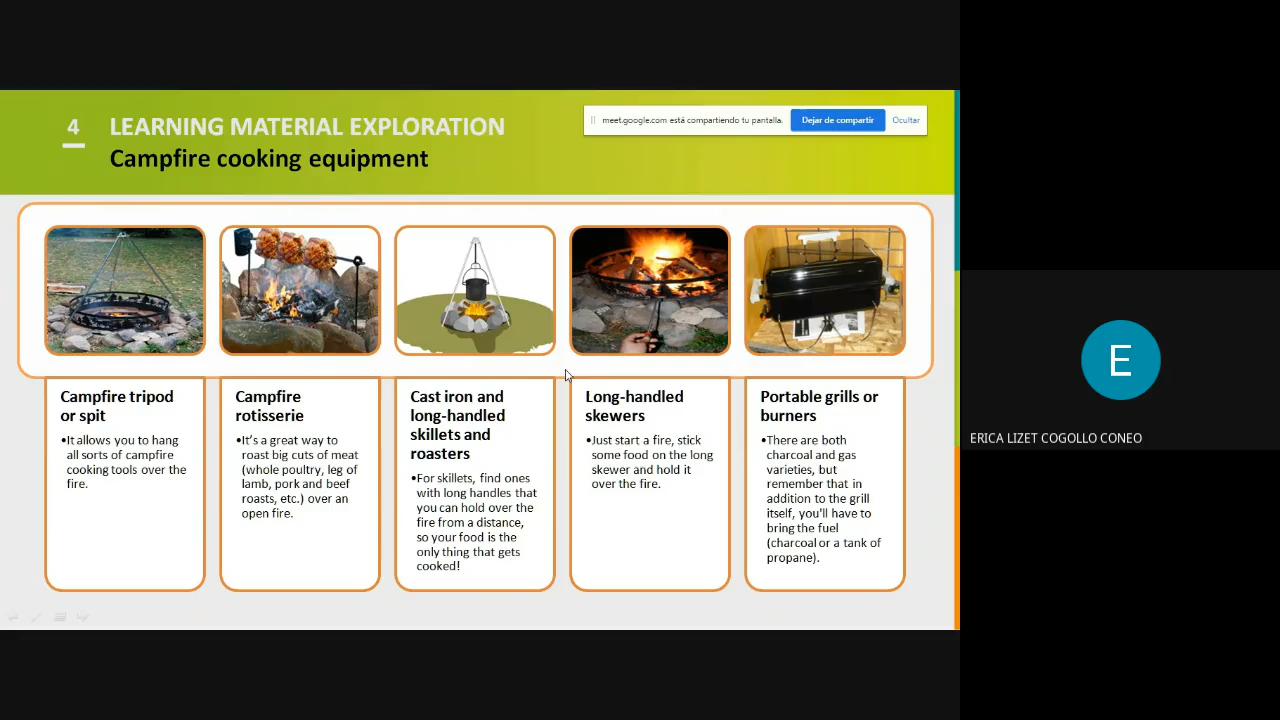 4
LEARNING MATERIAL EXPLORATION
Campfire cooking equipment
meet.google.com está compartiendo tu pantalla.
Dejar de compartir
Ocultar
Campfire tripod
or spit
•It allows you to hang
all sorts of campfire
cooking tools over the
fire.
Campfire
rotisserie
•It's a great way to
roast big cuts of meat
(whole poultry, leg of
lamb, pork and beef
roasts, etc.) over an
open fire.
Cast iron and
long-handled
skillets and
roasters
•For skillets, find ones
with long handles that
you can hold over the
fire from a distance,
so your food is the
only thing that gets
cooked!
Long-handled
skewers
•Just start a fire, stick
some food on the long
skewer and hold it
over the fire.
Portable grills or
burners
•There are both
charcoal and gas
varieties, but
remember that in
addition to the grill
itself, you'll have to
bring the fuel
(charcoal or a tank of
propane).
E
ERICA LIZET COGOLLO CONEO